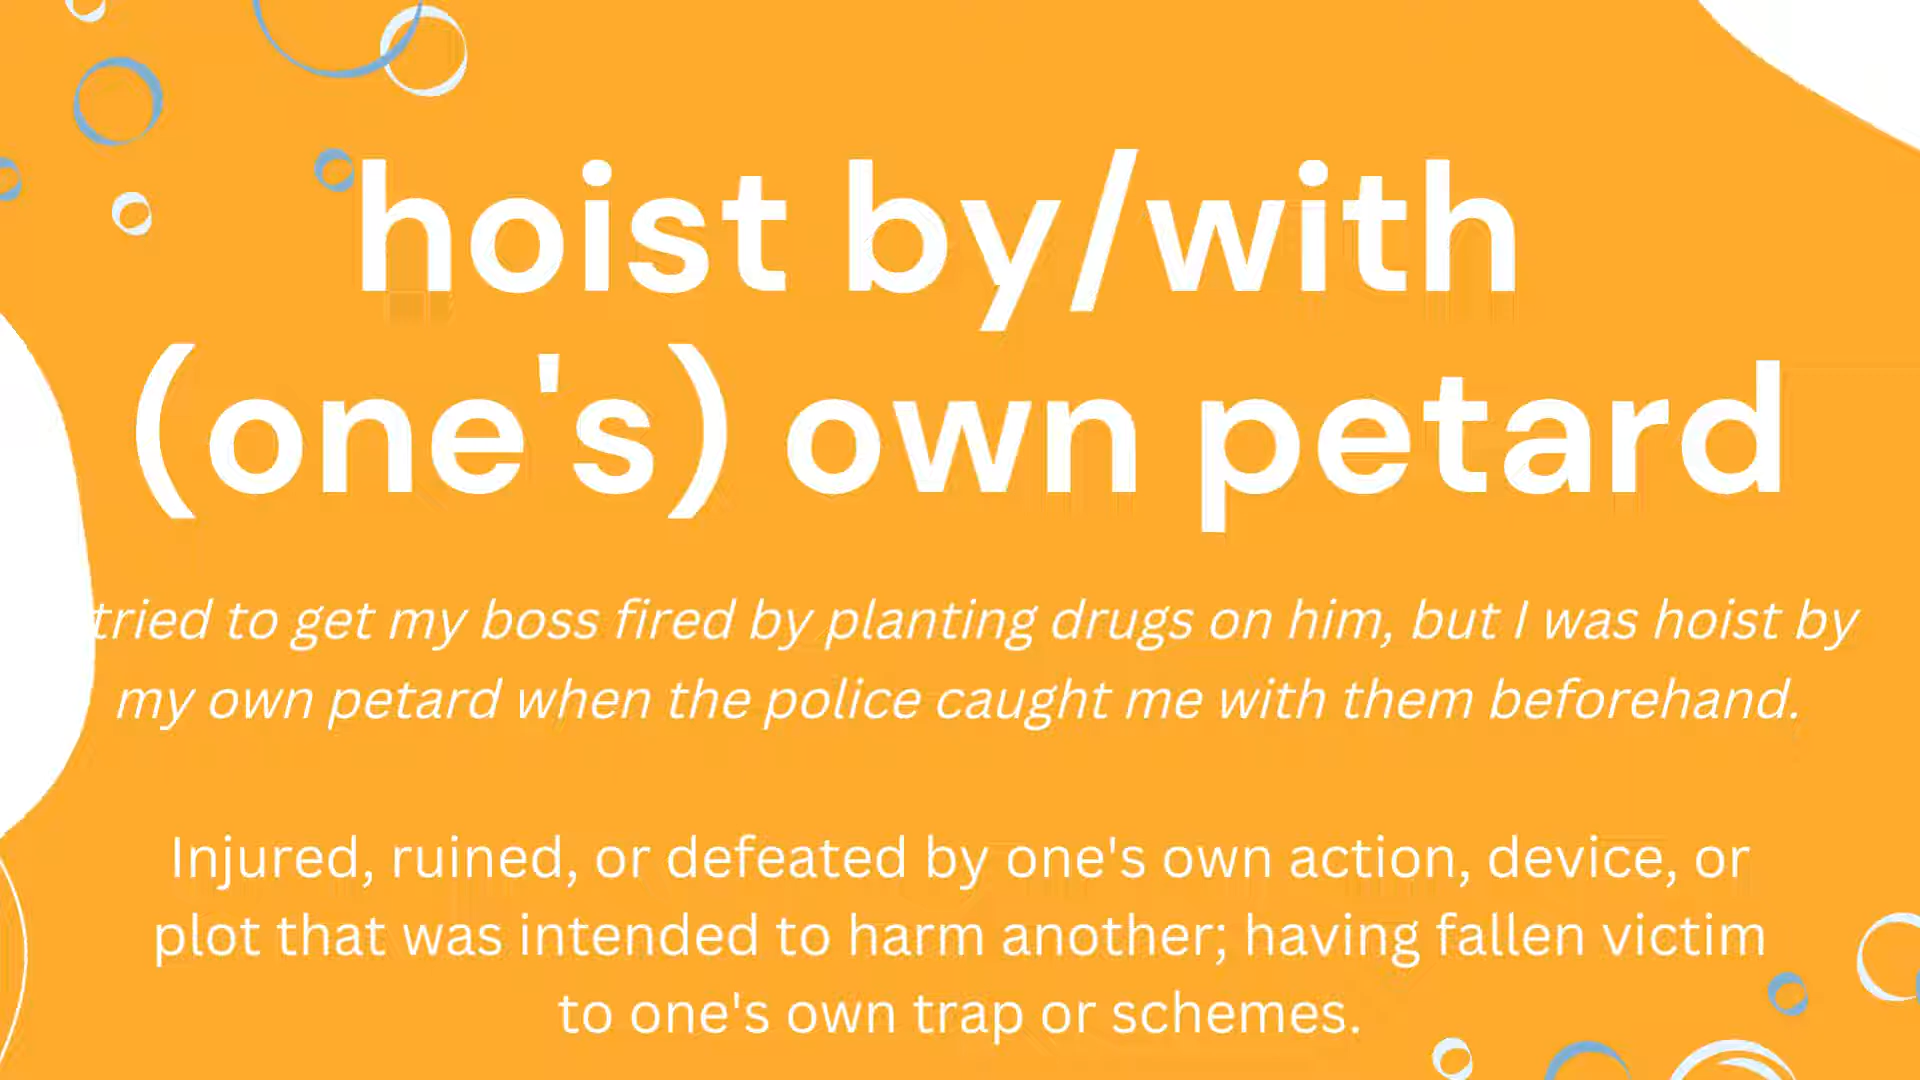 hoist by/with
(one's) own petard
tried to get my boss fired by planting drugs on him, but I was hoist by
my own petard when the police caught me with them beforehand.
Injured, ruined, or defeated by one's own action, device, or
plot that was intended to harm another; having fallen victim
to one's own trap or schemes.